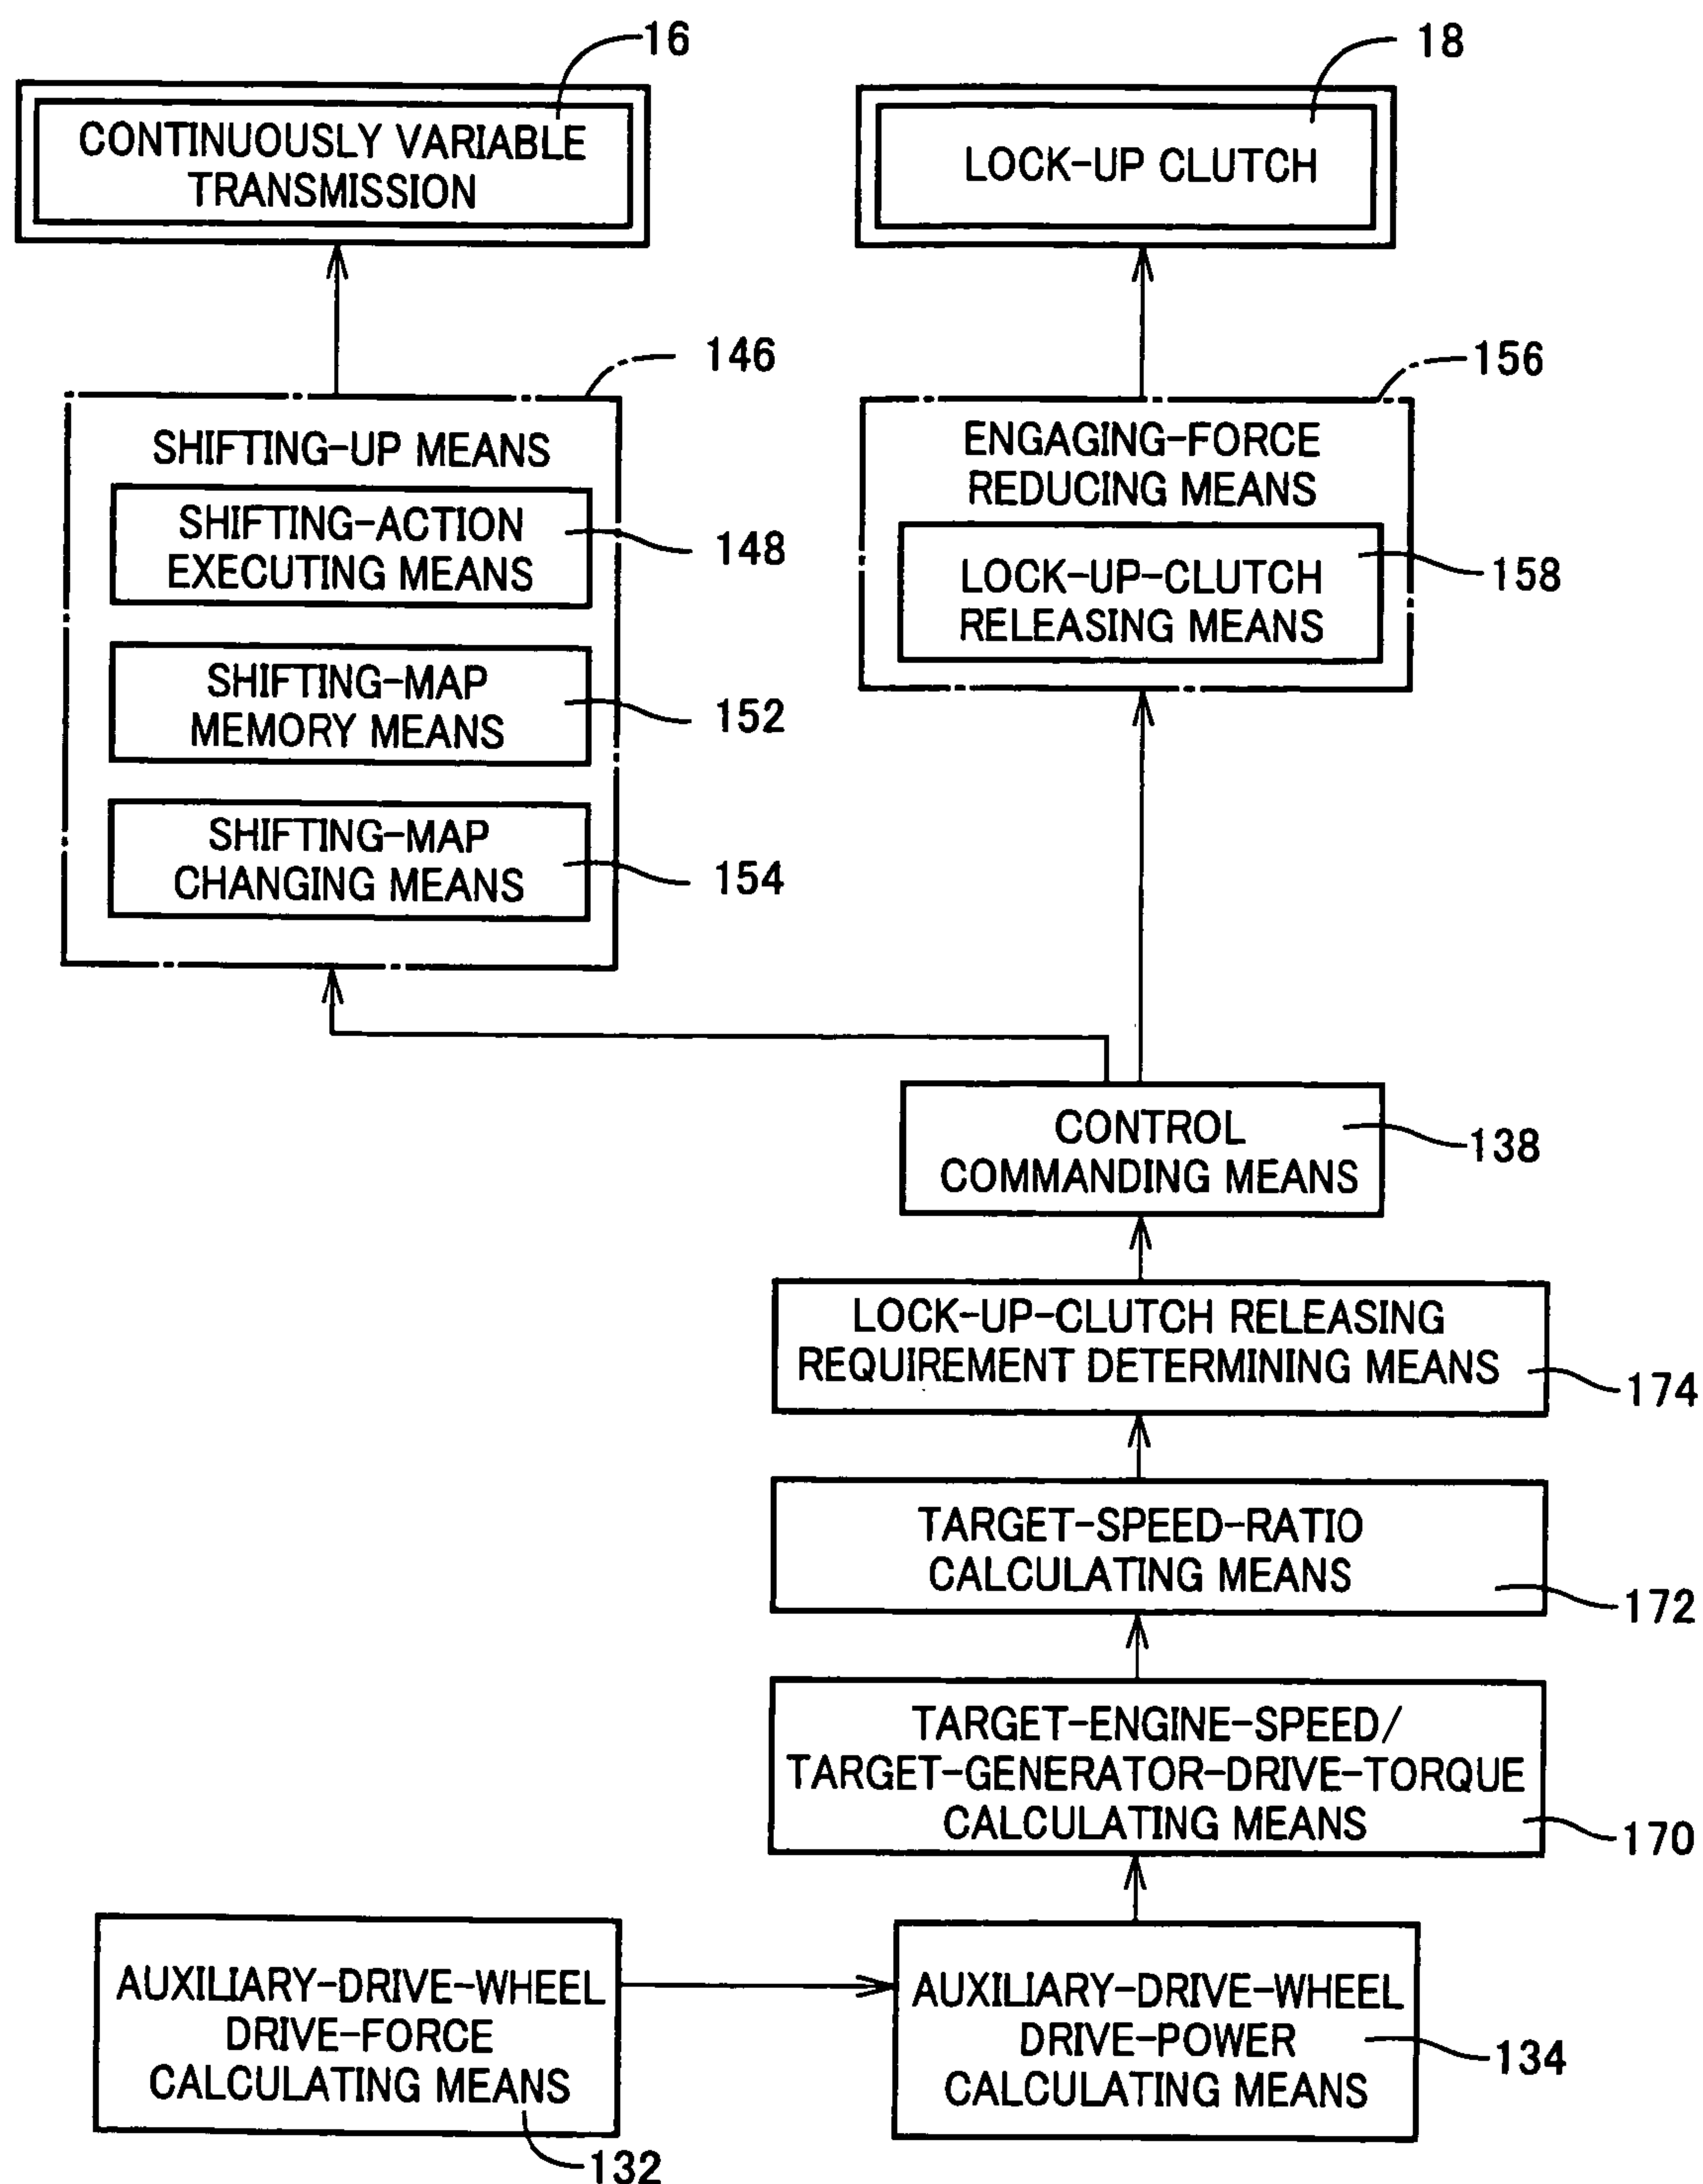 16
18
CONTINUOUSLY VARIABLE
TRANSMISSION
LOCK-UP CLUTCH
146
156
SHIFTING-UP MEANS
SHIFTING-ACTION
EXECUTING MEANS
148
SHIFTING-MAP
MEMORY MEANS
152
SHIFTING-MAP
CHANGING MEANS
154
ENGAGING-FORCE
REDUCING MEANS
LOCK-UP-CLUTCH
RELEASING MEANS
158
CONTROL
COMMANDING MEANS
138
LOCK-UP-CLUTCH RELEASING
REQUIREMENT DETERMINING MEANS
174
TARGET-SPEED-RATIO
CALCULATING MEANS
172
TARGET-ENGINE-SPEED/
TARGET-GENERATOR-DRIVE-TORQUE
CALCULATING MEANS
170
AUXILIARY-DRIVE-WHEEL
DRIVE-FORCE
CALCULATING MEANS
132
AUXILIARY-DRIVE-WHEEL
DRIVE-POWER
CALCULATING MEANS
134